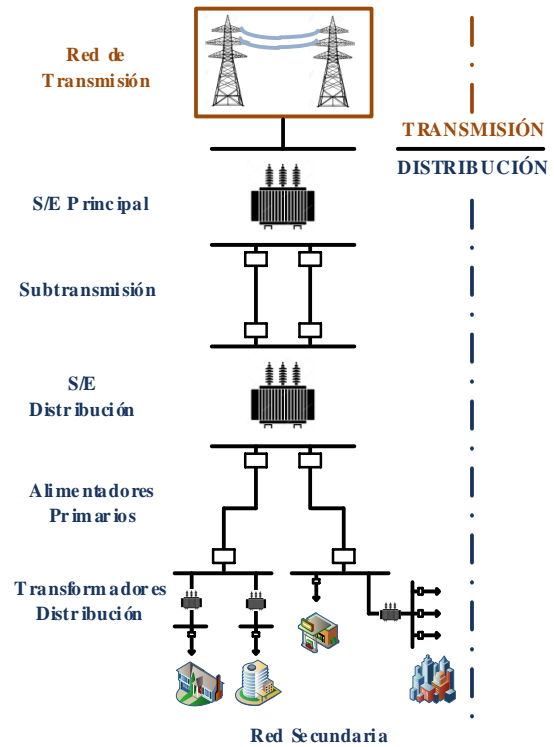 Red de
Transmisión
TRANSMISIÓN
DISTRIBUCIÓN
S/E Principal
Subtransmisión
S/E
Distribución
Alimentadores
Primarios
Transformadores
Distribución
Red Secundaria